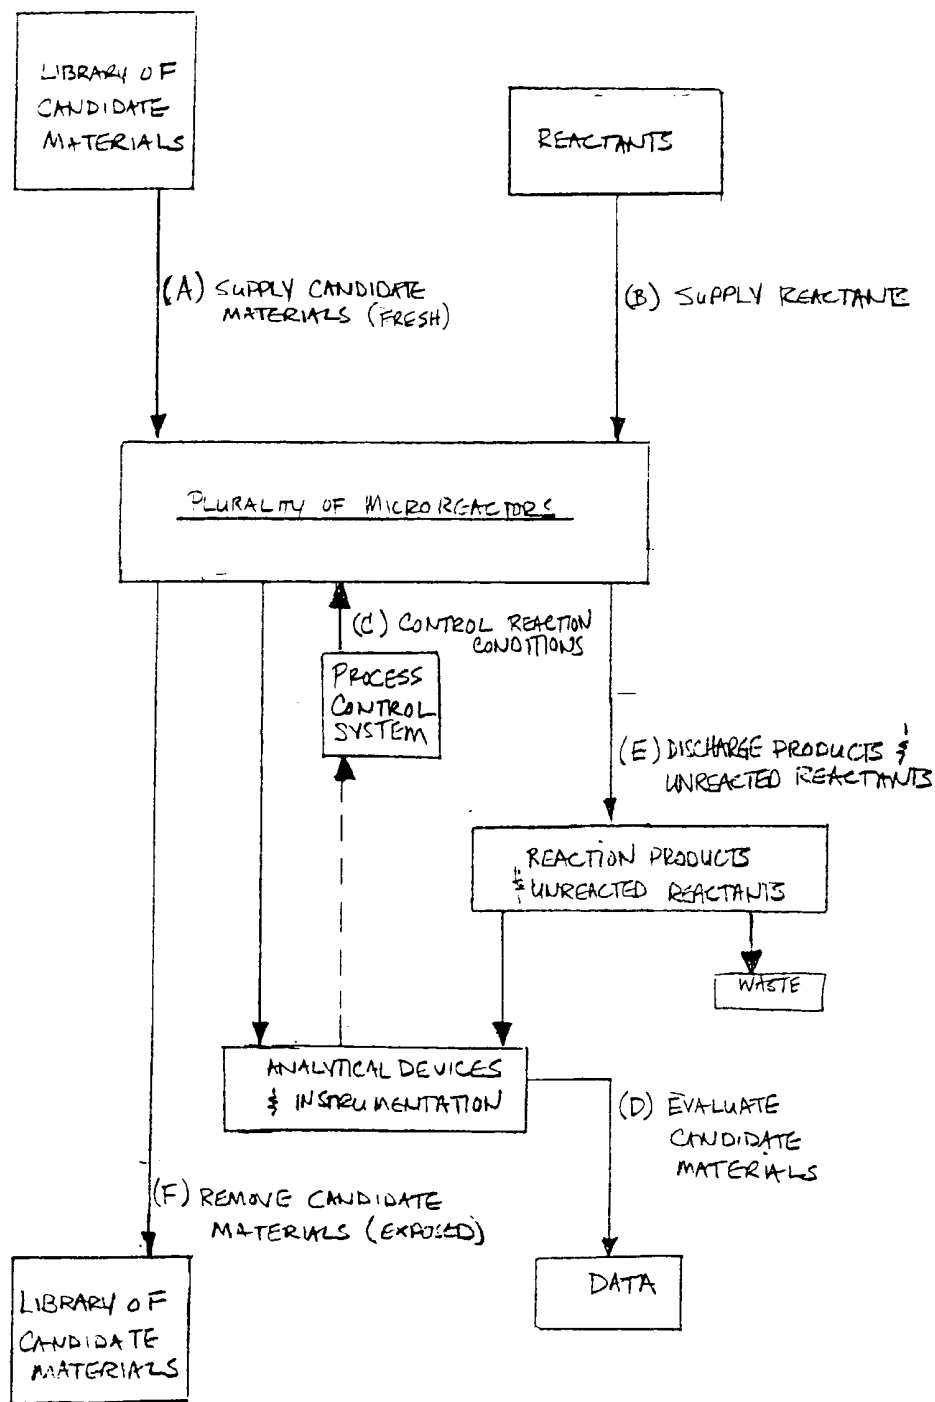 LIBRARY OF
CANDIDATE
MATERIALS
REACTANTS
(A) SUPPLY CANDIDATE
MATERIALS (FRESH)
(B) SUPPLY REACTANTS
PLURALITY OF MICROREACTORS
(C) CONTROL REACTION
CONDITIONS
PROCESS
CONTROL
SYSTEM
(E) DISCHARGE PRODUCTS &
UNREACTED REACTANTS
REACTION PRODUCTS
& UNREACTED REACTANTS
WASTE
ANALYTICAL DEVICES
& INSTRUMENTATION
(D) EVALUATE
CANDIDATE
MATERIALS
(F) REMOVE CANDIDATE
MATERIALS (EXPOSED)
DATA
LIBRARY OF
CANDIDATE
MATERIALS